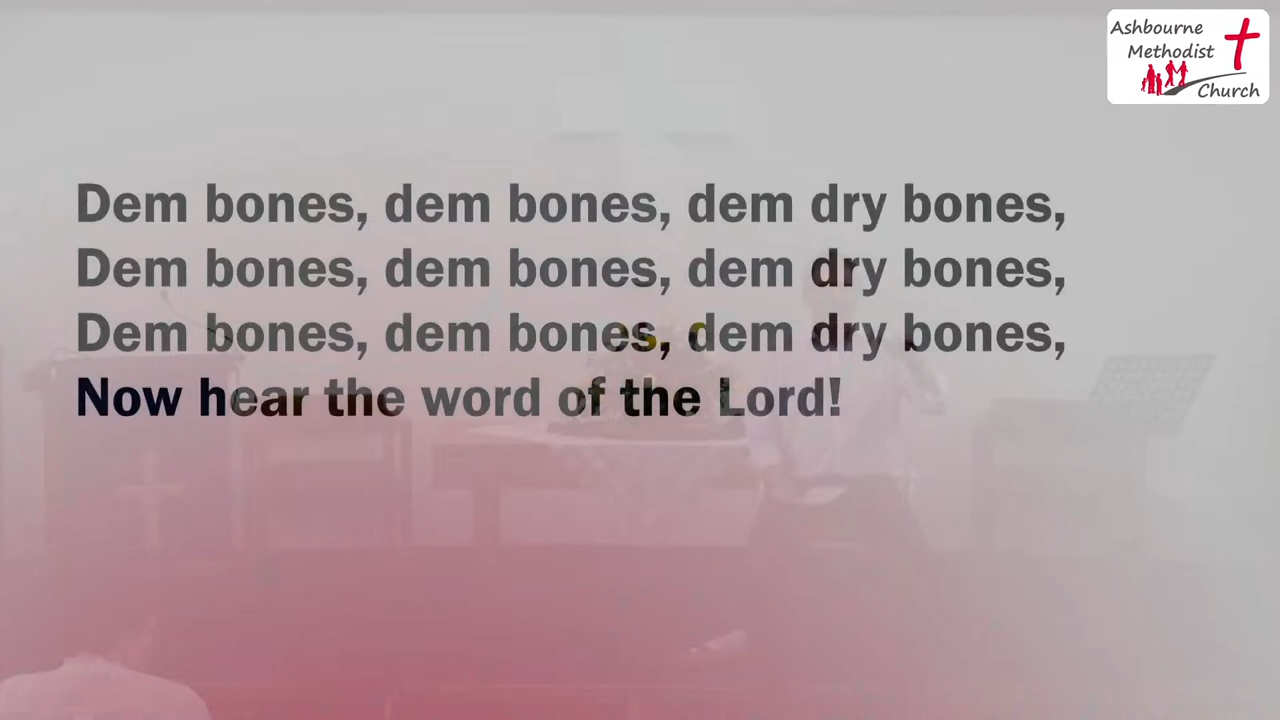 Ashbourne
Methodist
Church
Dem bones, dem bones, dem dry bones,
Dem bones, dem bones, dem dry bones,
Dem bones, dem bones, dem dry bones,
Now hear the word of the Lord!